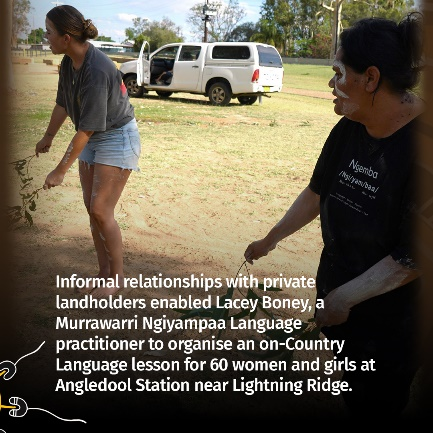 Ngemba
Informal relationships with private
landholders enabled Lacey Boney, a
Murrawarri Ngiyampaa Language
practitioner to organise an on-Country
Language lesson for 60 women and girls at
Angledool Station near Lightning Ridge.